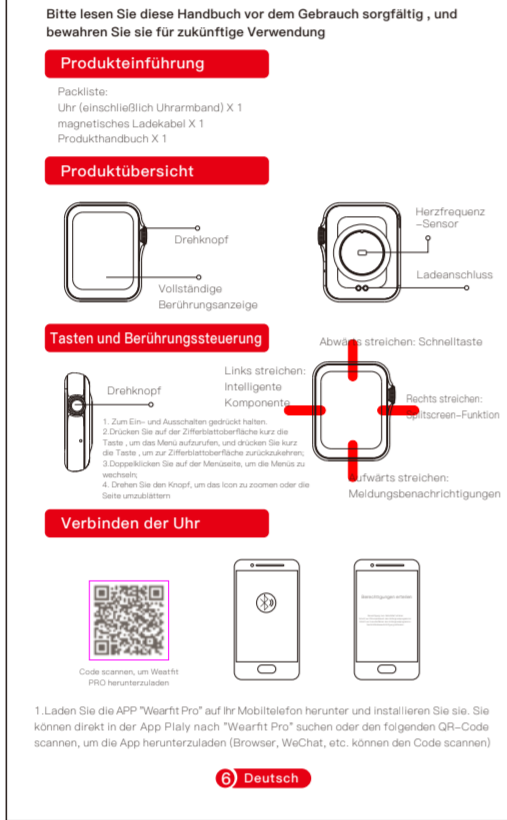 Bitte lesen Sie diese Handbuch vor dem Gebrauch sorgfältig , und
bewahren Sie sie für zukünftige Verwendung
Produkteinführung
Packliste:
Uhr (einschließlich Uhrarmband) X 1
magnetisches Ladekabel X 1
Produkthandbuch X 1
Produktübersicht
Drehknopf
Vollständige
Berührungsanzeige
Herzfrequenz
-Sensor
Ladeanschluss
Tasten und Berührungssteuerung
Drehknopf
1. Zum Ein- und Ausschalten gedrückt halten.
2.Drücken Sie auf der Zifferblattoberfläche kurz die
Taste , um das Menü aufzurufen, und drücken Sie kurz
die Taste , um zur Zifferblattoberfläche zurückzukehren;
3.Doppelklicken Sie auf der Menüseite, um die Menüs zu
wechseln;
4. Drehen Sie den Knopf, um das Icon zu zoomen oder die
Seite umzublättern
Abwärts streichen: Schnelltaste
Links streichen:
Intelligente
Komponente
Rechts streichen:
Splitscreen-Funktion
Aufwärts streichen:
Meldungsbenachrichtigungen
Verbinden der Uhr
Code scannen, um Weatfit
PRO herunterzuladen
Berechtigungen erteilen
1.Laden Sie die APP "Wearfit Pro" auf Ihr Mobiltelefon herunter und installieren Sie sie. Sie
können direkt in der App Plaly nach "Wearfit Pro" suchen oder den folgenden QR-Code
scannen, um die App herunterzuladen (Browser, WeChat, etc. können den Code scannen)
6 Deutsch